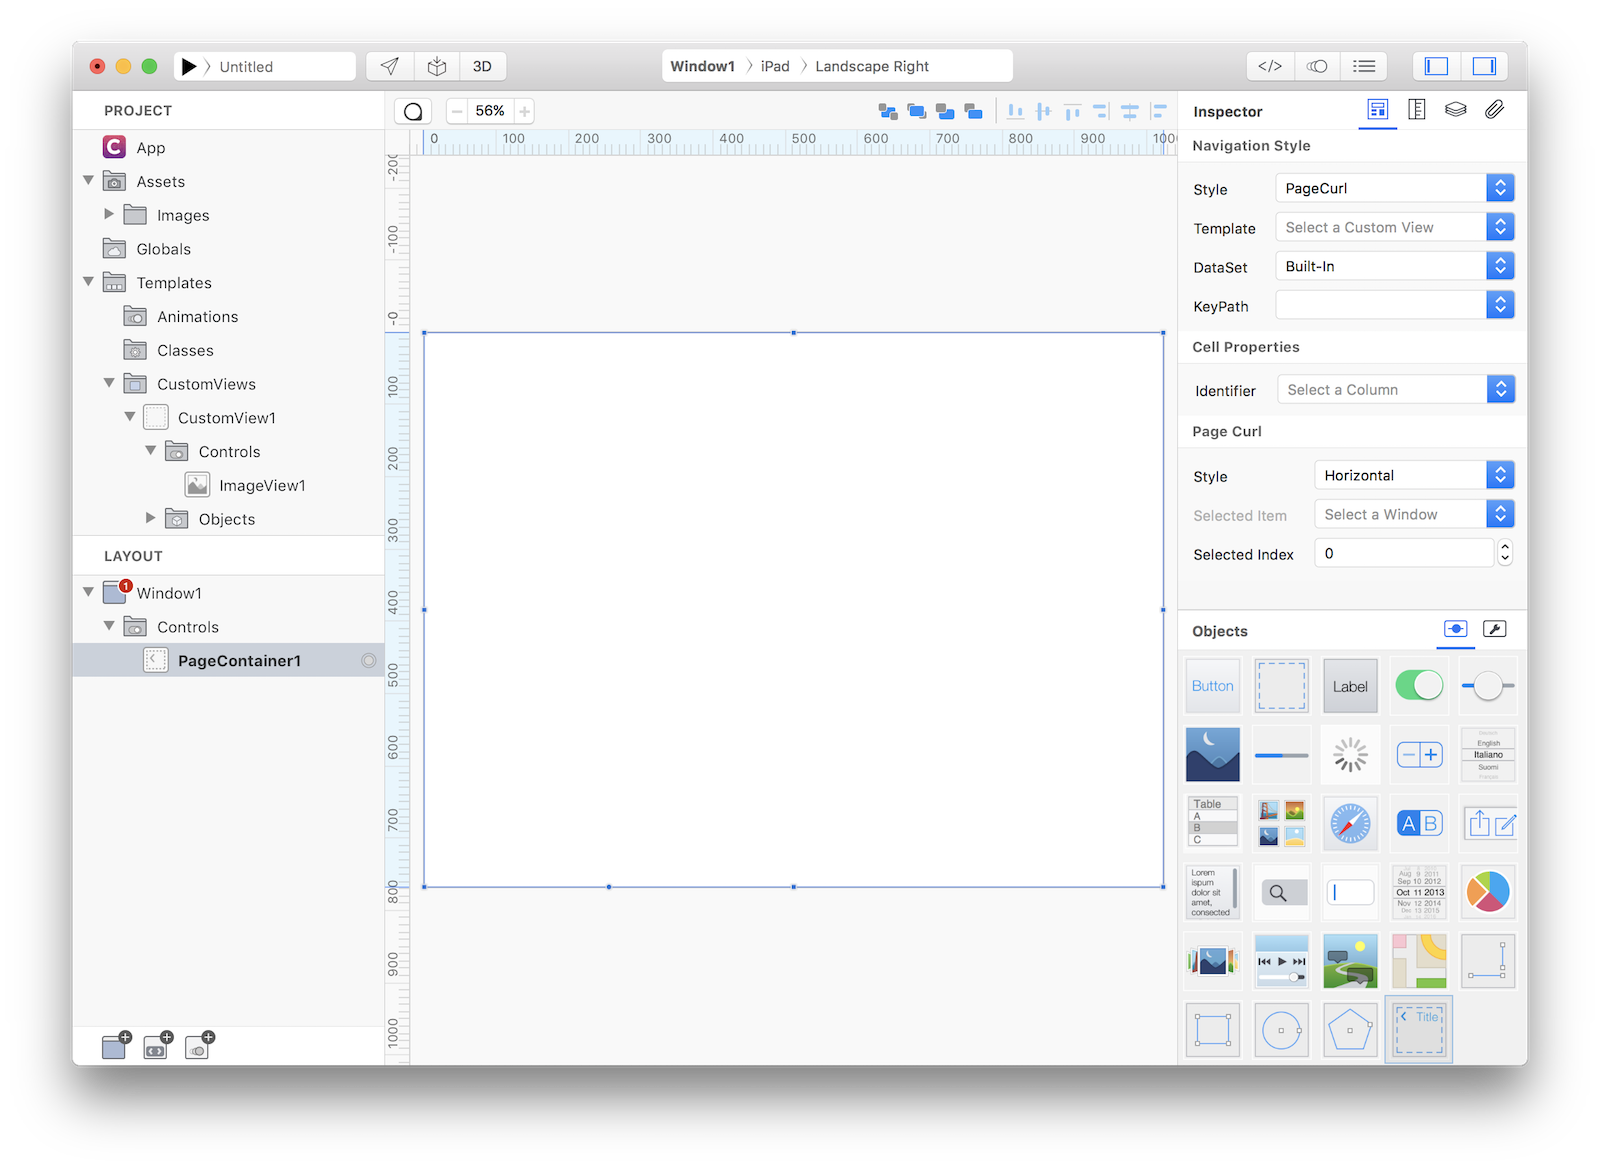 Untitled
3D
Window1 iPad Landscape Right
</>
PROJECT
App
Assets
Images
Globals
Templates
Animations
Classes
CustomViews
CustomView1
Controls
ImageView1
Objects
LAYOUT
1
Window1
Controls
PageContainer1
56%
0 100 200 300 400 500 600 700 800 900 1000
-200
-100
-0
100
200
300
400
500
600
700
800
900
1000
Inspector
Navigation Style
Style PageCurl
Template Select a Custom View
DataSet Built-In
KeyPath
Cell Properties
Identifier Select a Column
Page Curl
Style Horizontal
Selected Item Select a Window
Selected Index 0
Objects
Button
Label
English
Italiano
Suomi
Table
A
B
C
A B
Lorem
ispum
dolor sit
amet,
consected
Aug 9 2011
Sep 10 2012
Oct 11 2013
Nov 12 2014
Dec 13 2015
Title